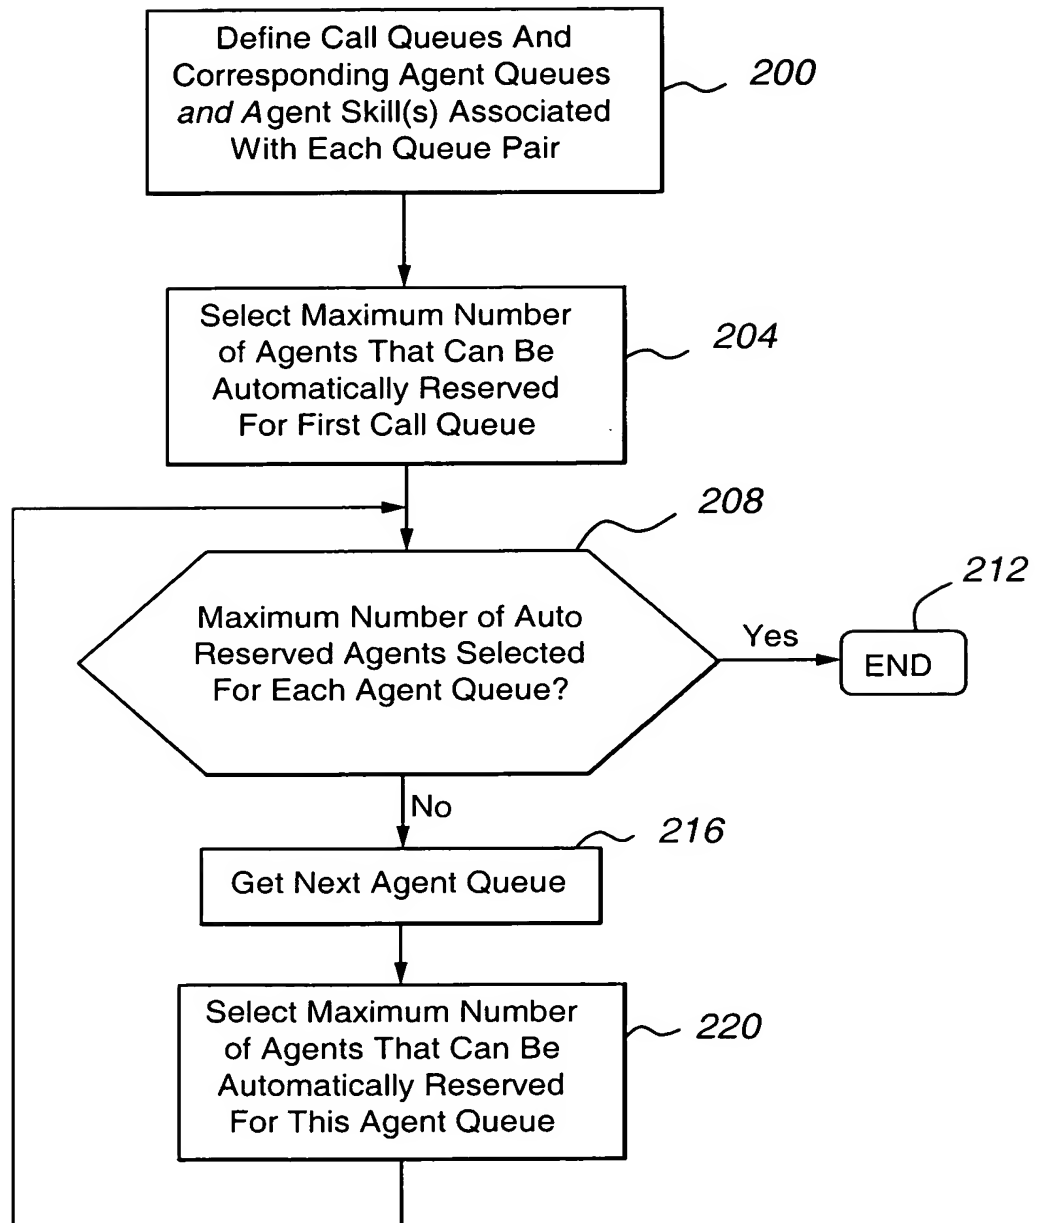 Define Call Queues And
Corresponding Agent Queues
and Agent Skill(s) Associated
With Each Queue Pair
200
Select Maximum Number
of Agents That Can Be
Automatically Reserved
For First Call Queue
204
208
Maximum Number of Auto
Reserved Agents Selected
For Each Agent Queue?
Yes
212
END
No
216
Get Next Agent Queue
Select Maximum Number
of Agents That Can Be
Automatically Reserved
For This Agent Queue
220